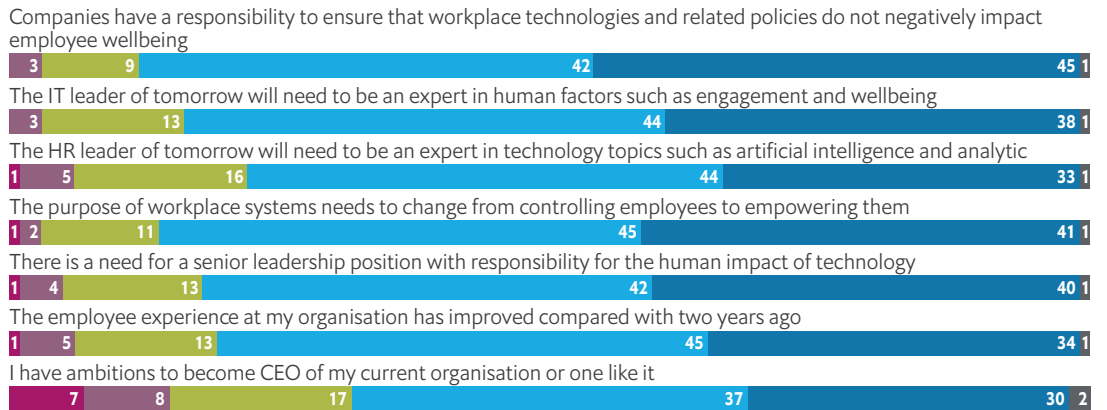 Companies have a responsibility to ensure that workplace technologies and related policies do not negatively impact
employee wellbeing
3 9 42 45 1
The IT leader of tomorrow will need to be an expert in human factors such as engagement and wellbeing
3 13 44 38 1
The HR leader of tomorrow will need to be an expert in technology topics such as artificial intelligence and analytic
1 5 16 44 33 1
The purpose of workplace systems needs to change from controlling employees to empowering them
1 2 11 45 41 1
There is a need for a senior leadership position with responsibility for the human impact of technology
1 4 13 42 40 1
The employee experience at my organisation has improved compared with two years ago
1 5 13 45 34 1
I have ambitions to become CEO of my current organisation or one like it
7 8 17 37 30 2